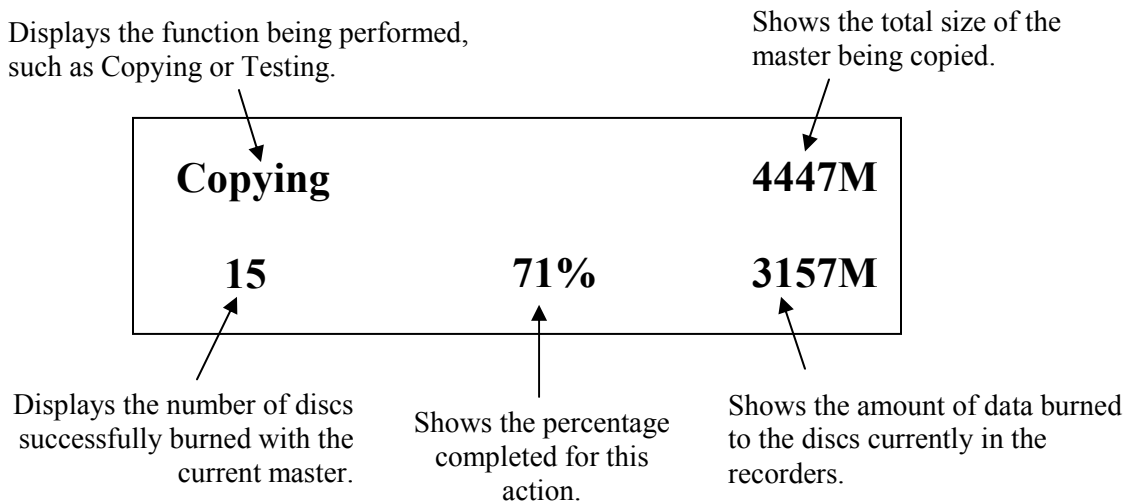 Displays the function being performed,
such as Copying or Testing.
Shows the total size of the
master being copied.
Copying 4447M
15 71% 3157M
Displays the number of discs
successfully burned with the
current master.
Shows the percentage
completed for this
action.
Shows the amount of data burned
to the discs currently in the
recorders.